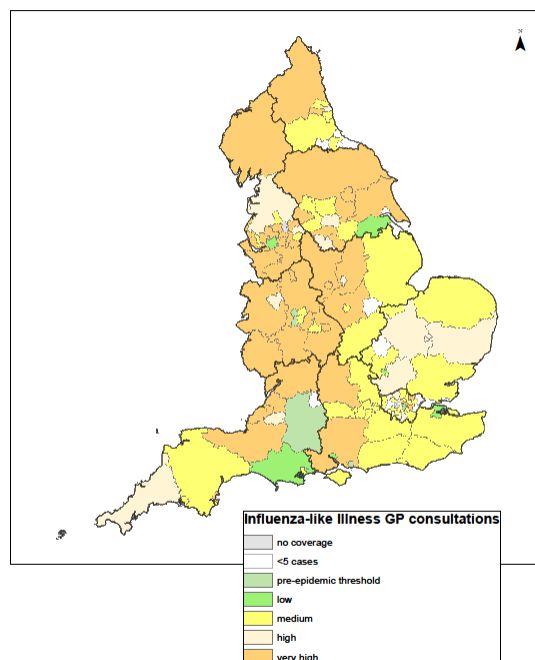 N
Influenza-like Illness GP consultations
no coverage
<5 cases
pre-epidemic threshold
low
medium
high
very high